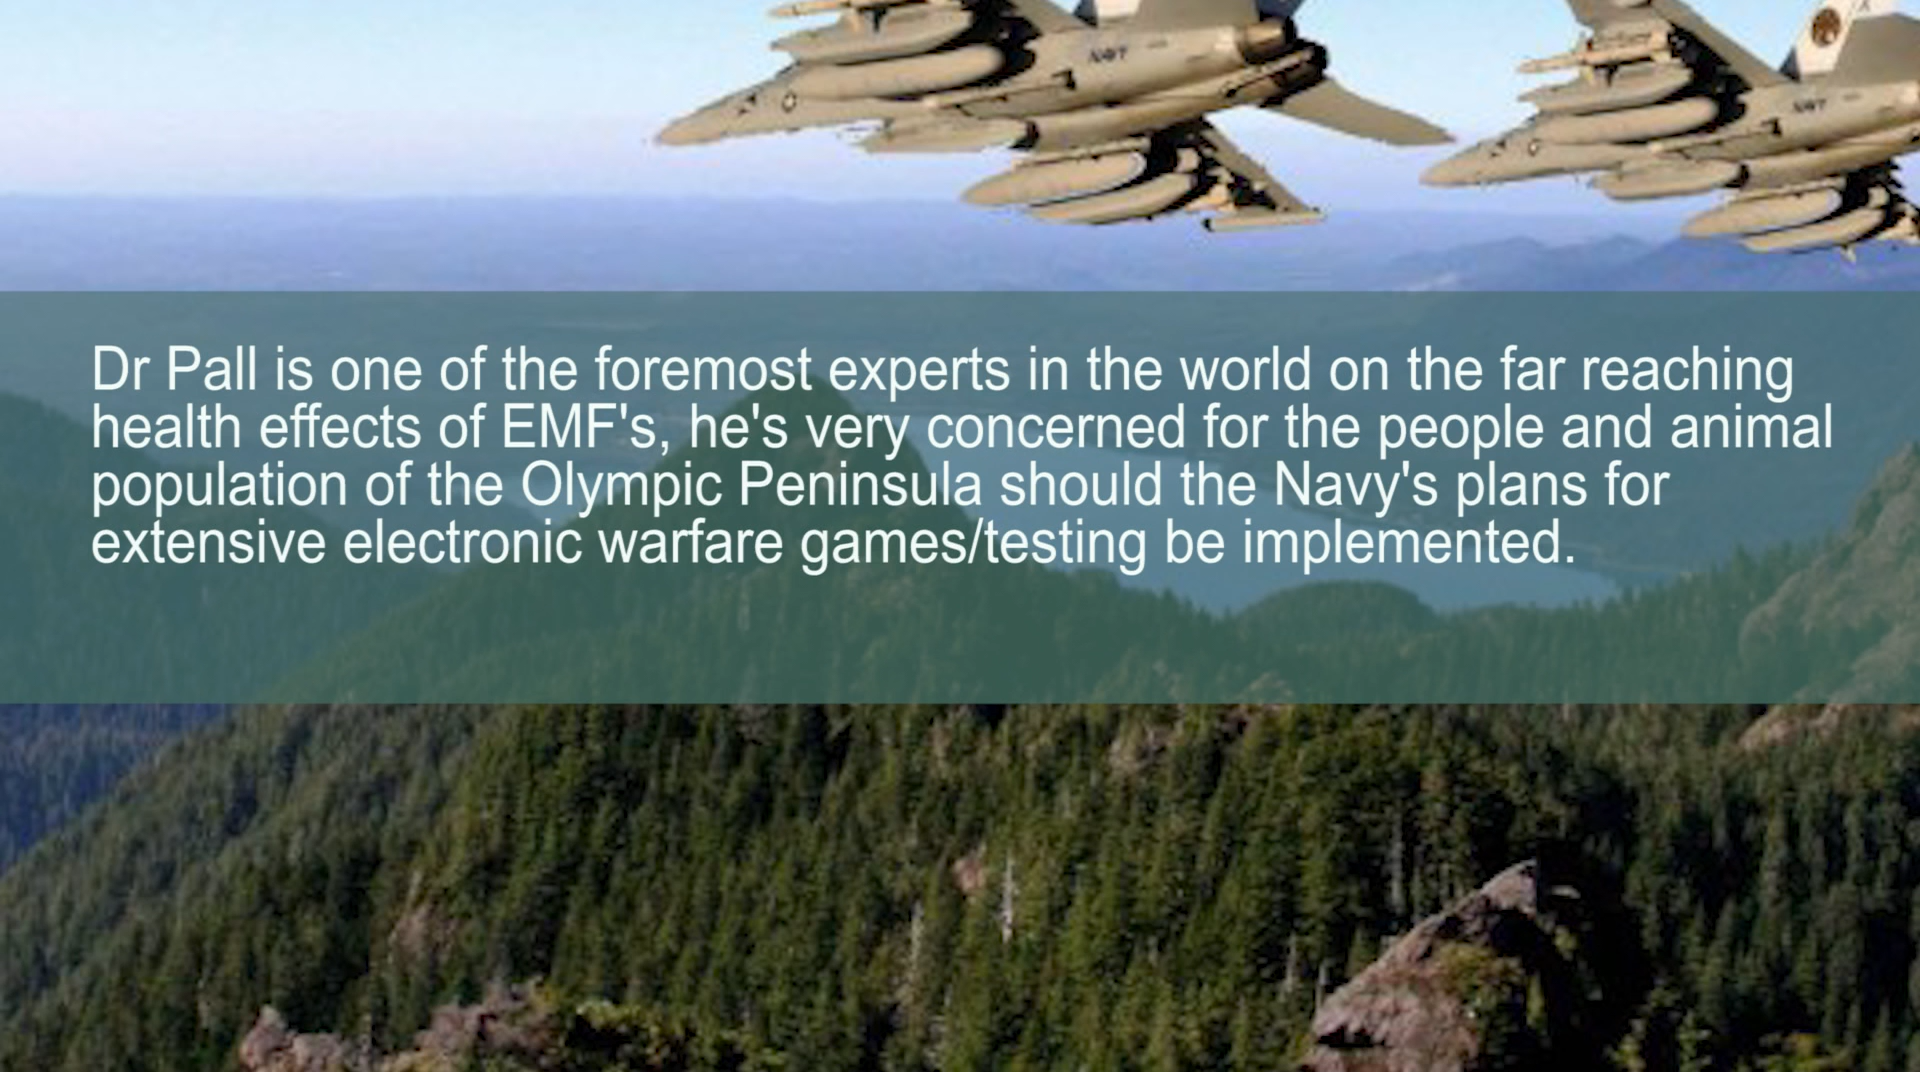 NAVY
Dr Pall is one of the foremost experts in the world on the far reaching
health effects of EMF's, he's very concerned for the people and animal
population of the Olympic Peninsula should the Navy's plans for
extensive electronic warfare games/testing be implemented.